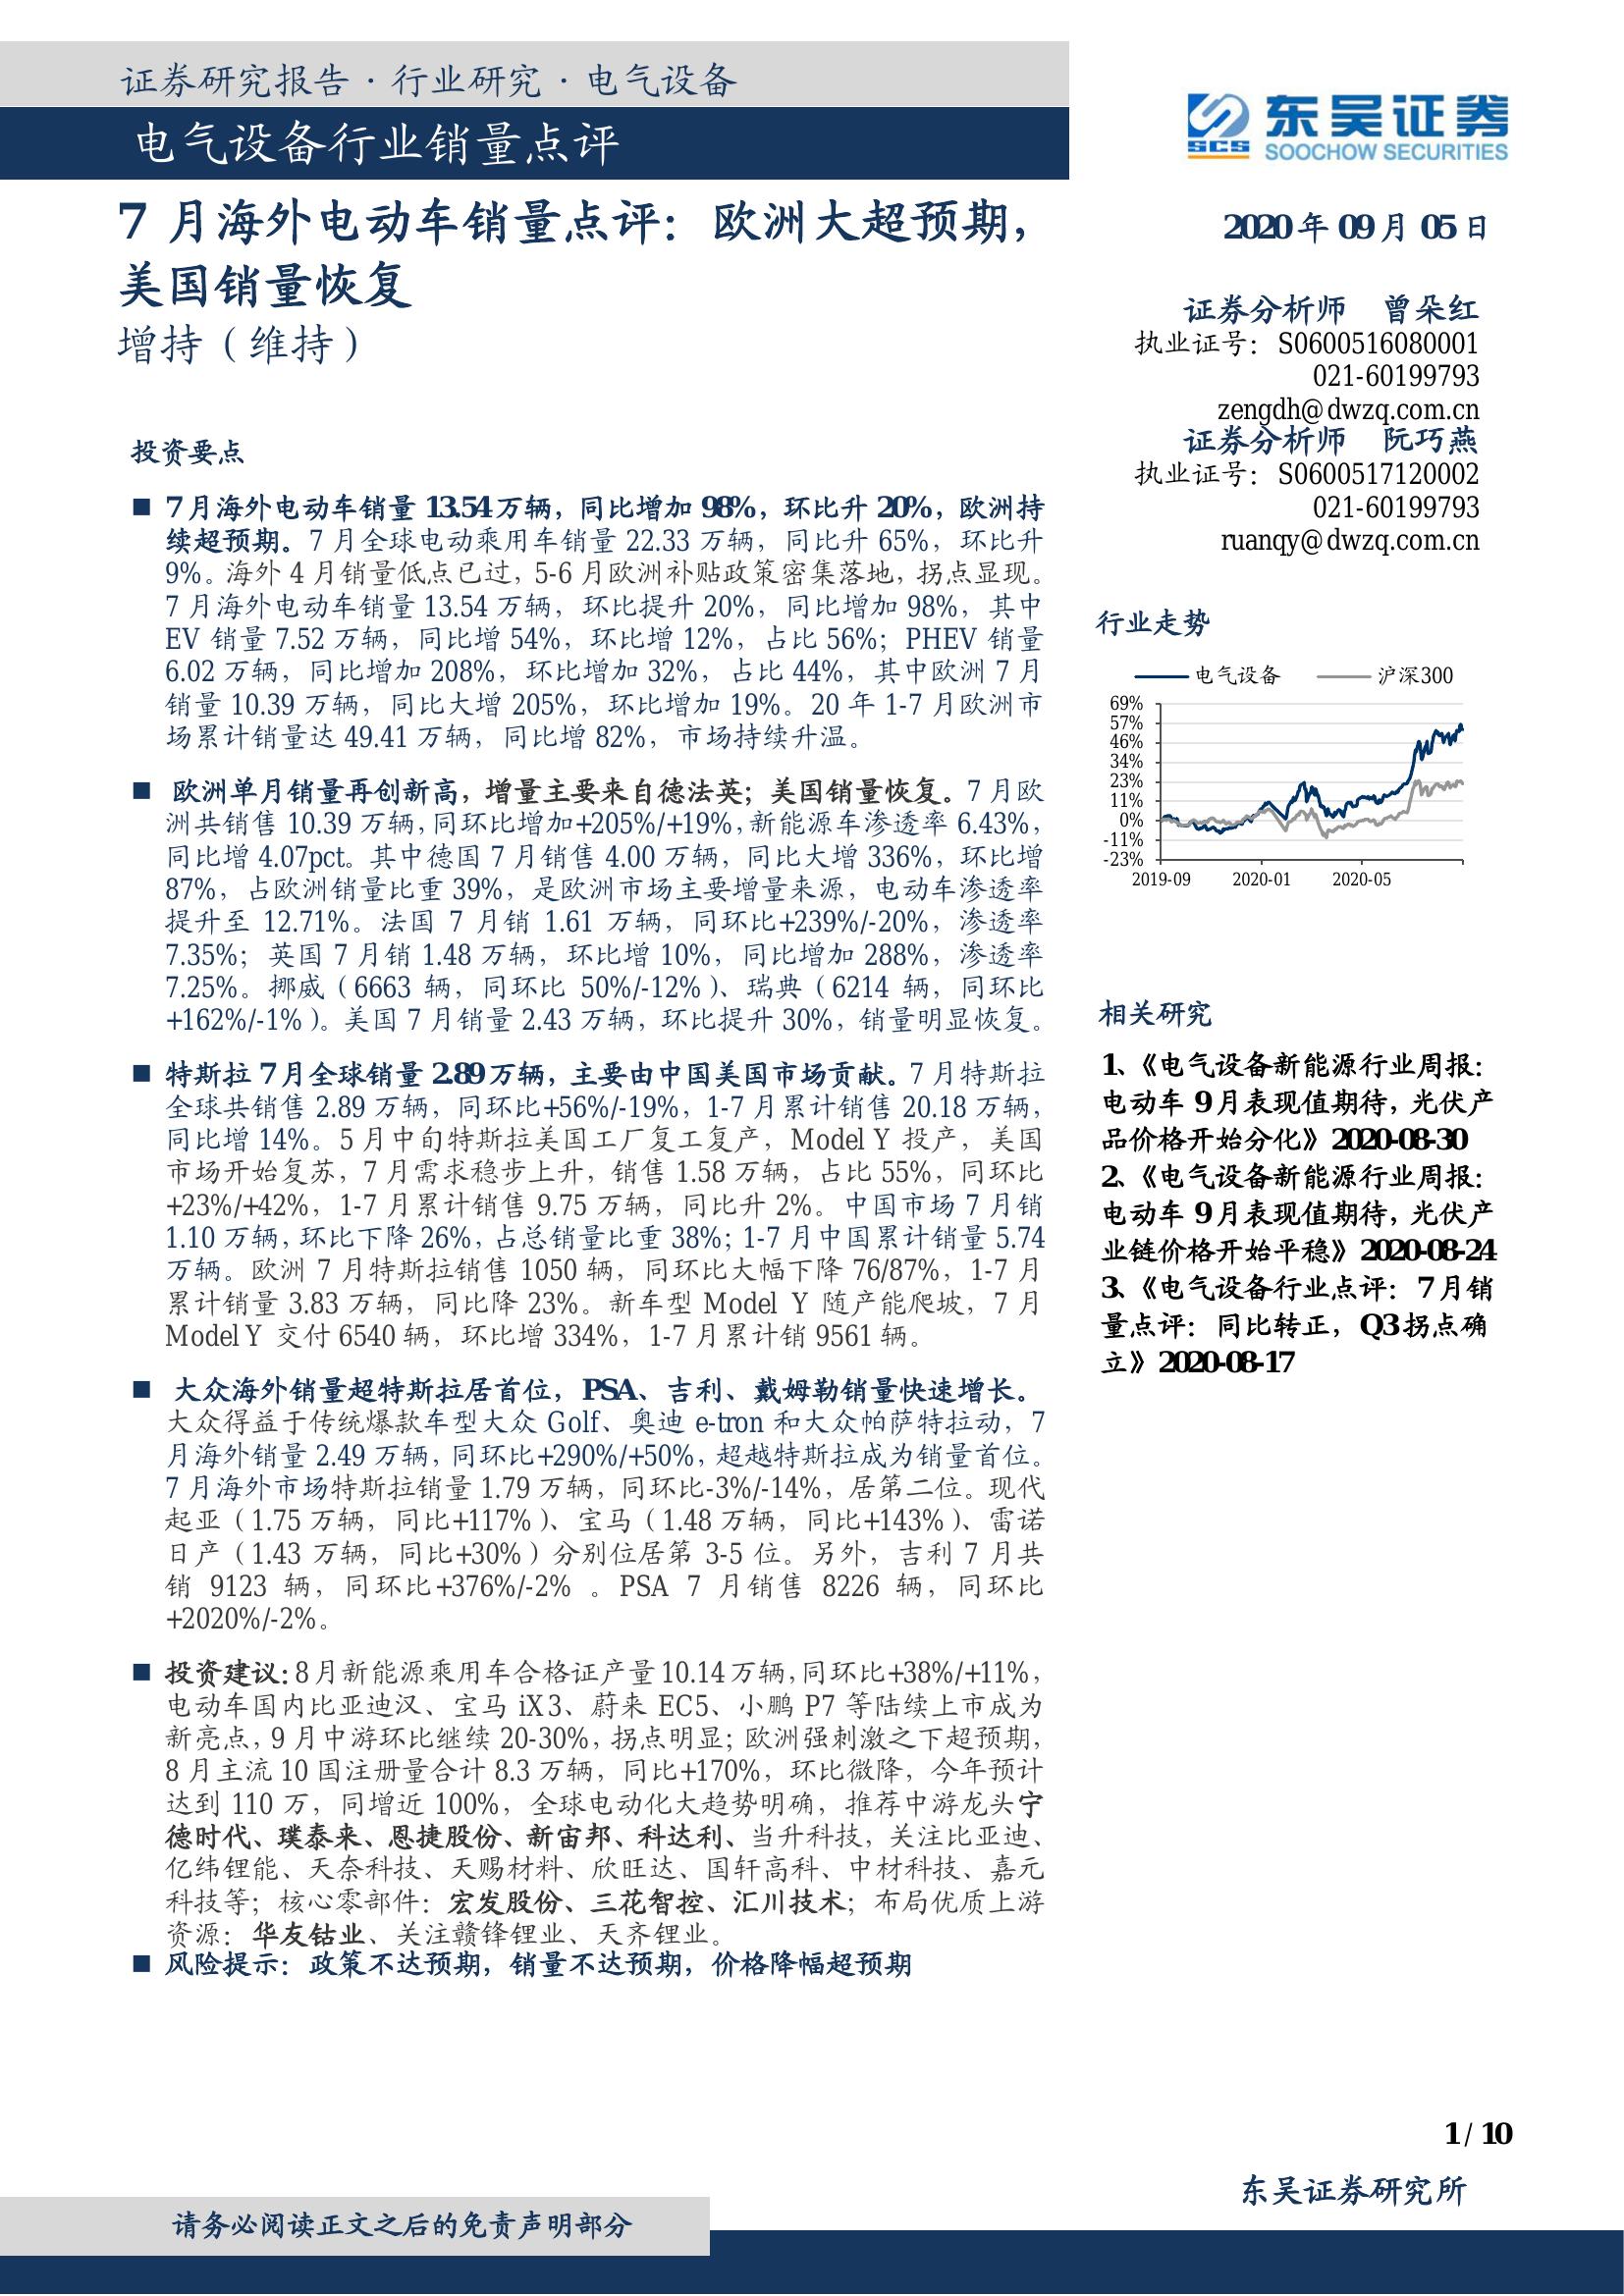 证券研究报告·行业研究·电气设备
电气设备行业销量点评
东吴证券
SCS
SOOCHOW SECURITIES
7 月海外电动车销量点评：欧洲大超预期，
美国销量恢复
增持（维持）
2020 年 09 月 05 日
证券分析师 曾朵红
执业证号：S0600516080001
021-60199793
zengdh@dwzq.com.cn
证券分析师 阮巧燕
执业证号：S0600517120002
021-60199793
ruanqy@dwzq.com.cn
投资要点
■ 7 月海外电动车销量 13.54 万辆，同比增加 98%，环比升 20%，欧洲持
续超预期。7 月全球电动乘用车销量 22.33 万辆，同比升 65%，环比升
9%。海外 4 月销量低点已过，5-6 月欧洲补贴政策密集落地，拐点显现。
7 月海外电动车销量 13.54 万辆，环比提升 20%，同比增加 98%，其中
EV 销量 7.52 万辆，同比增 54%，环比增 12%，占比 56%；PHEV 销量
6.02 万辆，同比增加 208%，环比增加 32%，占比 44%，其中欧洲 7 月
销量 10.39 万辆，同比大增 205%，环比增加 19%。20 年 1-7 月欧洲市
场累计销量达 49.41 万辆，同比增 82%，市场持续升温。
■ 欧洲单月销量再创新高，增量主要来自德法英；美国销量恢复。7 月欧
洲共销售 10.39 万辆，同环比增加+205%/+19%，新能源车渗透率 6.43%，
同比增 4.07pct。其中德国 7 月销售 4.00 万辆，同比大增 336%，环比增
87%，占欧洲销量比重 39%，是欧洲市场主要增量来源，电动车渗透率
提升至 12.71%。法国 7 月销 1.61 万辆，同环比+239%/-20%，渗透率
7.35%；英国 7 月销 1.48 万辆，环比增 10%，同比增加 288%，渗透率
7.25%。挪威（6663 辆，同环比 50%/-12%）、瑞典（6214 辆，同环比
+162%/-1%）。美国 7 月销量 2.43 万辆，环比提升 30%，销量明显恢复。
■ 特斯拉 7 月全球销量 2.89 万辆，主要由中国美国市场贡献。7 月特斯拉
全球共销售 2.89 万辆，同环比+56%/-19%，1-7 月累计销售 20.18 万辆，
同比增 14%。5 月中旬特斯拉美国工厂复工复产，Model Y 投产，美国
市场开始复苏，7 月需求稳步上升，销售 1.58 万辆，占比 55%，同环比
+23%/+42%，1-7 月累计销售 9.75 万辆，同比升 2%。中国市场 7 月销
1.10 万辆，环比下降 26%，占总销量比重 38%；1-7 月中国累计销量 5.74
万辆。欧洲 7 月特斯拉销售 1050 辆，同环比大幅下降 76/87%，1-7 月
累计销量 3.83 万辆，同比降 23%。新车型 Model Y 随产能爬坡，7 月
Model Y 交付 6540 辆，环比增 334%，1-7 月累计销 9561 辆。
■ 大众海外销量超特斯拉居首位，PSA、吉利、戴姆勒销量快速增长。
大众得益于传统爆款车型大众 Golf、奥迪 e-tron 和大众帕萨特拉动，7
月海外销量 2.49 万辆，同环比+290%/+50%，超越特斯拉成为销量首位。
7 月海外市场特斯拉销量 1.79 万辆，同环比-3%/-14%，居第二位。现代
起亚（1.75 万辆，同比+117%）、宝马（1.48 万辆，同比+143%）、雷诺
日产（1.43 万辆，同比+30%）分别位居第 3-5 位。另外，吉利 7 月共
销 9123 辆，同环比+376%/-2% 。PSA 7 月销售 8226 辆，同环比
+2020%/-2%。
■ 投资建议：8 月新能源乘用车合格证产量 10.14 万辆，同环比+38%/+11%，
电动车国内比亚迪汉、宝马 iX3、蔚来 EC5、小鹏 P7 等陆续上市成为
新亮点，9 月中游环比继续 20-30%，拐点明显；欧洲强刺激之下超预期，
8 月主流 10 国注册量合计 8.3 万辆，同比+170%，环比微降，今年预计
达到 110 万，同增近 100%，全球电动化大趋势明确，推荐中游龙头宁
德时代、璞泰来、恩捷股份、新宙邦、科达利、当升科技，关注比亚迪、
亿纬锂能、天奈科技、天赐材料、欣旺达、国轩高科、中材科技、嘉元
科技等；核心零部件：宏发股份、三花智控、汇川技术；布局优质上游
资源：华友钴业、关注赣锋锂业、天齐锂业。
■ 风险提示：政策不达预期，销量不达预期，价格降幅超预期
行业走势
电气设备 沪深300
69%
57%
46%
34%
23%
11%
0%
-11%
-23%
2019-09 2020-01 2020-05
相关研究
1、《电气设备新能源行业周报：
电动车 9 月表现值期待，光伏产
品价格开始分化》2020-08-30
2、《电气设备新能源行业周报：
电动车 9 月表现值期待，光伏产
业链价格开始平稳》2020-08-24
3、《电气设备行业点评：7 月销
量点评：同比转正，Q3 拐点确
立》2020-08-17
1 / 10
东吴证券研究所
请务必阅读正文之后的免责声明部分